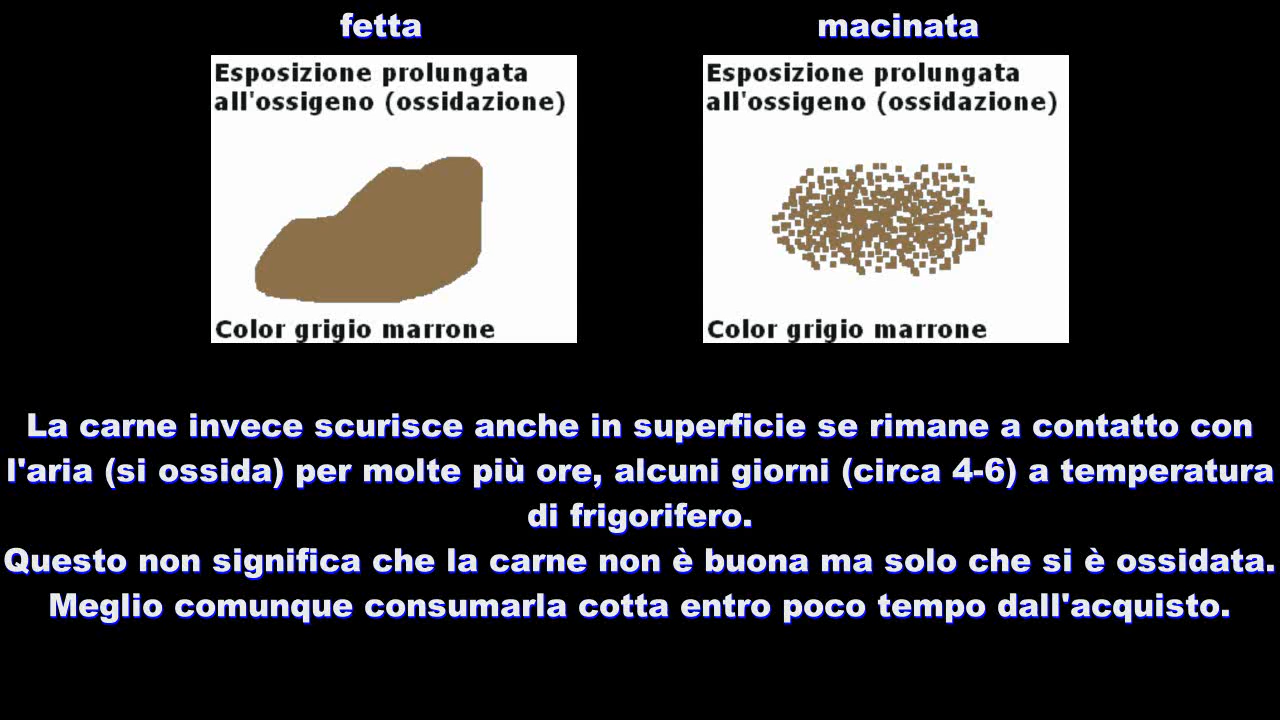 fetta
macinata
Esposizione prolungata
all'ossigeno (ossidazione)
Color grigio marrone
Esposizione prolungata
all'ossigeno (ossidazione)
Color grigio marrone
La carne invece scurisce anche in superficie se rimane a contatto con
l'aria (si ossida) per molte più ore, alcuni giorni (circa 4-6) a temperatura
di frigorifero.
Questo non significa che la carne non è buona ma solo che si è ossidata.
Meglio comunque consumarla cotta entro poco tempo dall'acquisto.